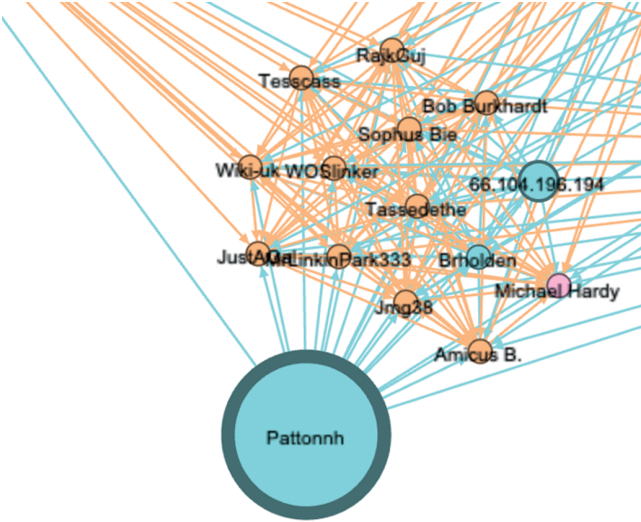 RajkGuj
Tesscass
Bob Burkhardt
Sophus Bie
Wiki-uk
WOSlinker
66.104.196.194
Tassedethe
MrLinkinPark333
Brholden
Michael Hardy
Jmg38
Amicus B.
Pattonnh